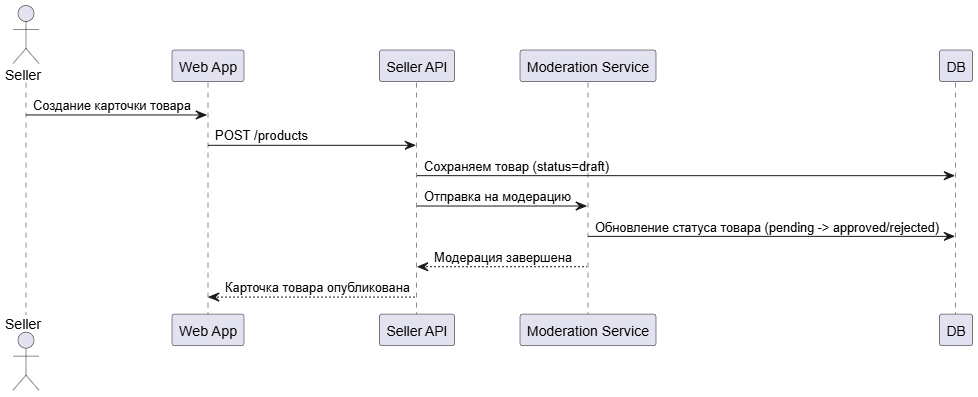 Seller
Web App
Seller API
Moderation Service
DB
Создание карточки товара
POST /products
Сохраняем товар (status=draft)
Отправка на модерацию
Обновление статуса товара (pending -> approved/rejected)
Модерация завершена
Карточка товара опубликована
Seller
Web App
Seller API
Moderation Service
DB